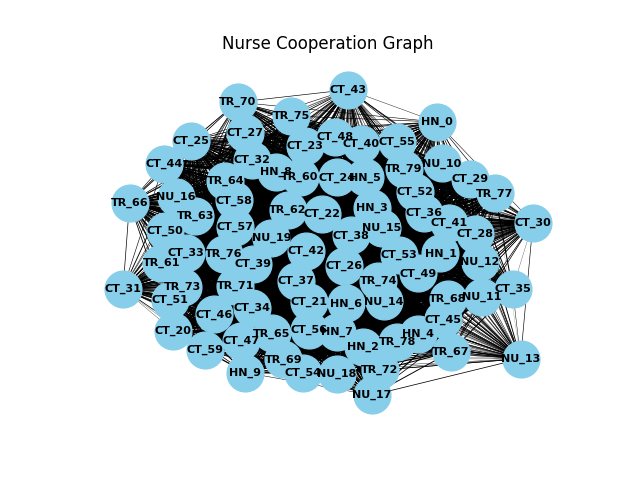 Nurse Cooperation Graph
CT_43
TR_70
TR_75
HN_0
CT_27
CT_48
CT_25
CT_55
CT_40
CT_23
CT_32
NU_10
CT_44
TR_79
HN_8
TR_60
CT_24
HN_5
CT_29
TR_64
CT_52
TR_77
NU_16
CT_58
TR_66
HN_3
TR_62
CT_22
CT_36
TR_63
CT_41
CT_30
CT_57
NU_15
CT_50
CT_28
CT_38
NU_19
CT_42
CT_33
TR_76
HN_1
CT_53
TR_61
NU_12
CT_39
CT_26
CT_49
CT_37
TR_74
TR_71
TR_73
CT_31
CT_35
NU_11
TR_68
CT_51
CT_21
HN_6
NU_14
CT_34
CT_46
CT_45
CT_20
CT_56
HN_7
TR_65
HN_4
CT_47
TR_78
HN_2
CT_59
TR_67
NU_13
TR_69
TR_72
HN_9
CT_54
NU_18
NU_17